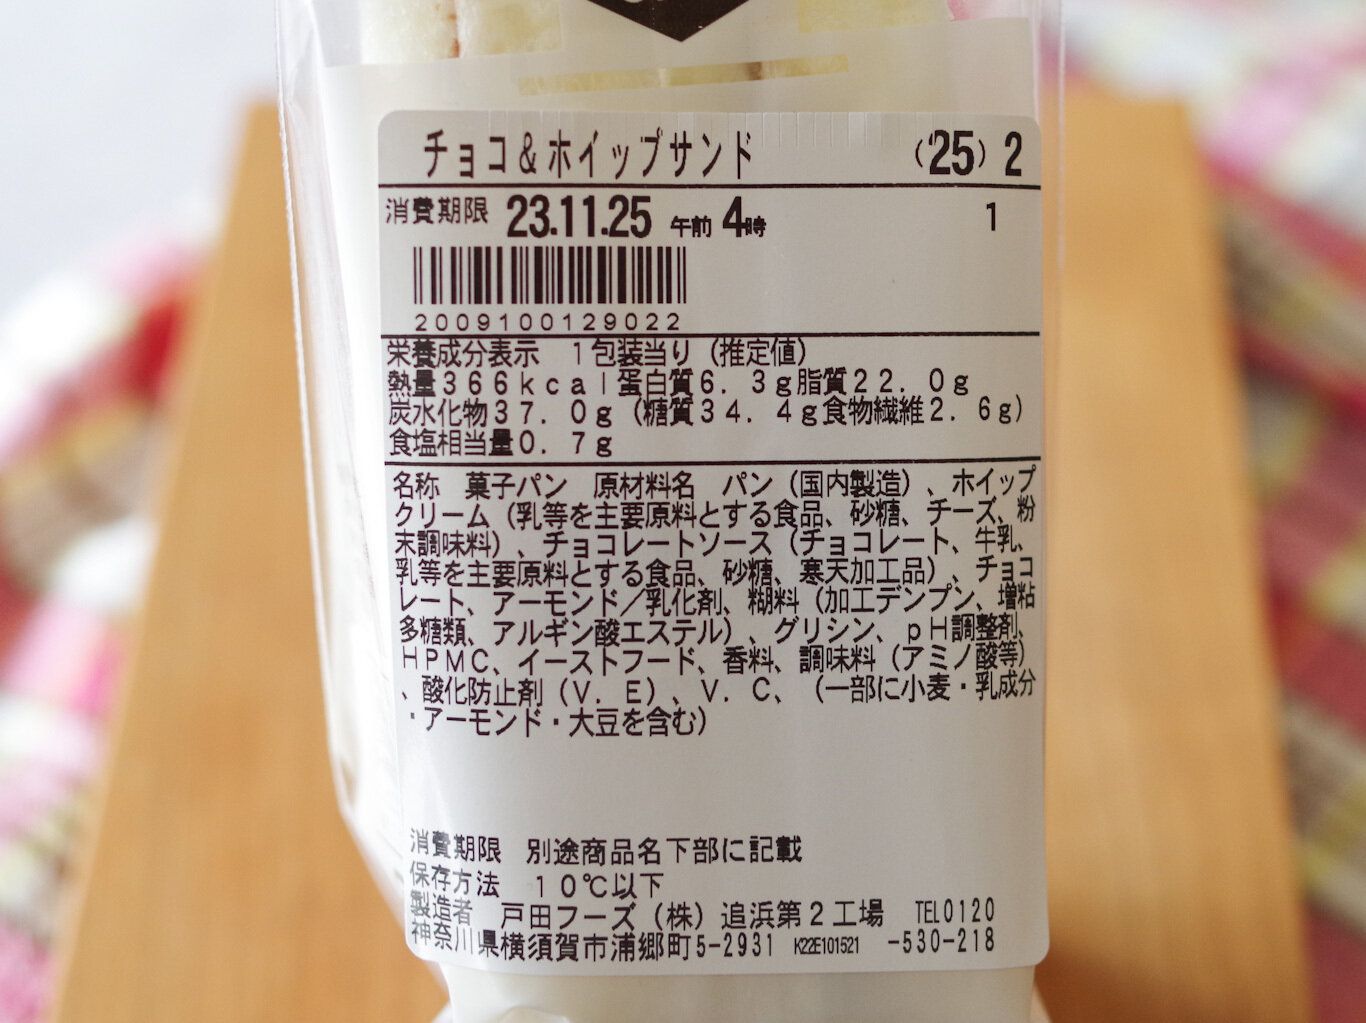 チョコ＆ホイップサンド ('25) 2
消費期限 23.11.25 午前 4時 1
2009100129022
栄養成分表示 1包装当り（推定値）
熱量366kcal蛋白質6.3g脂質22.0g
炭水化物37.0g（糖質34.4g食物繊維2.6g）
食塩相当量0.7g
名称 菓子パン 原材料名 パン（国内製造）、ホイップ
クリーム（乳等を主要原料とする食品、砂糖、チーズ、粉
末調味料）、チョコレートソース（チョコレート、牛乳、
乳等を主要原料とする食品、砂糖、寒天加工品）、チョコ
レート、アーモンド／乳化剤、糊料（加工デンプン、増粘
多糖類、アルギン酸エステル）、グリシン、pH調整剤、
HPMC、イーストフード、香料、調味料（アミノ酸等）
、酸化防止剤（V.E）、V.C、（一部に小麦・乳成分
・アーモンド・大豆を含む）
消費期限 別途商品名下部に記載
保存方法 10℃以下
製造者 戸田フーズ（株）追浜第2工場 TEL0120
神奈川県横須賀市浦郷町5-2931 K22E101521 -530-218